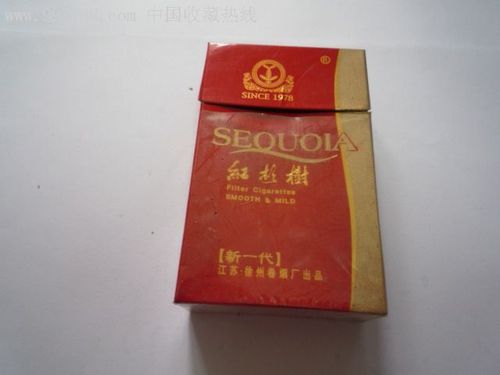 中国收藏热线
®
SINCE 1978
SEQUOIA
红杉樹
Filter Cigarettes
SMOOTH & MILD
【新一代】
江苏·徐州卷烟厂出品